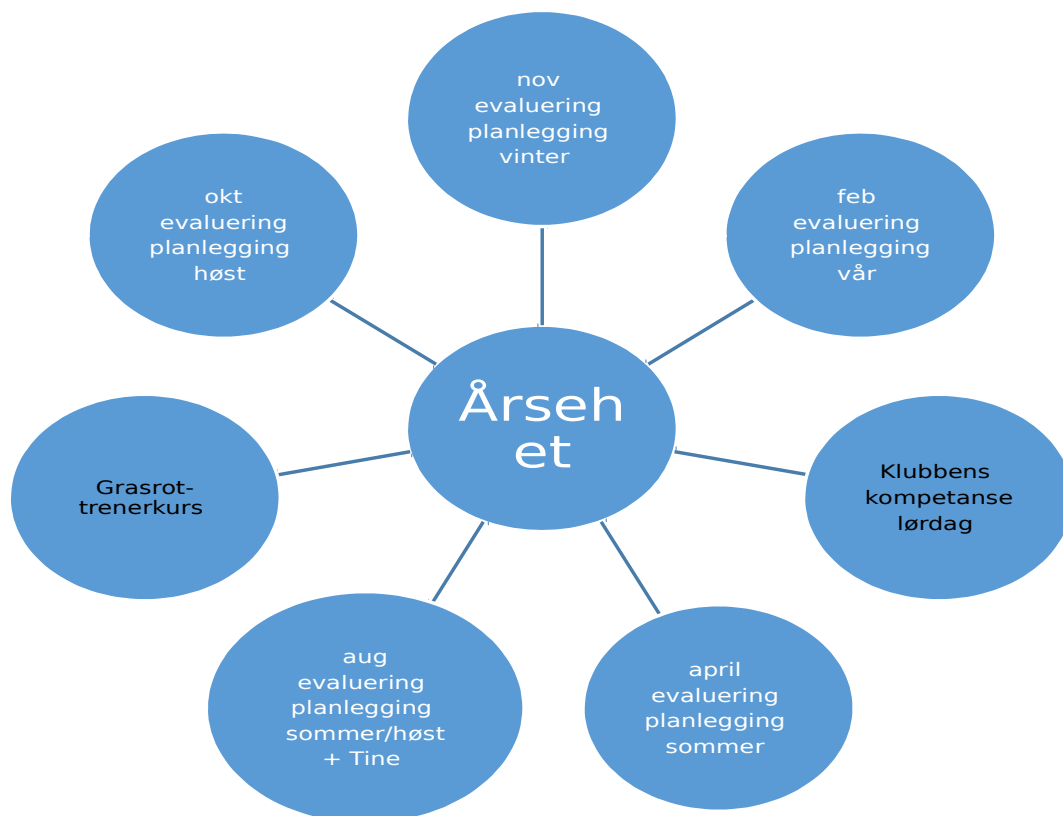 nov
evaluering
planlegging
vinter
feb
evaluering
planlegging
vår
Klubbens
kompetanse
lørdag
april
evaluering
planlegging
sommer
aug
evaluering
planlegging
sommer/høst
+ Tine
Grasrot-
trenerkurs
okt
evaluering
planlegging
høst
Årseh
et